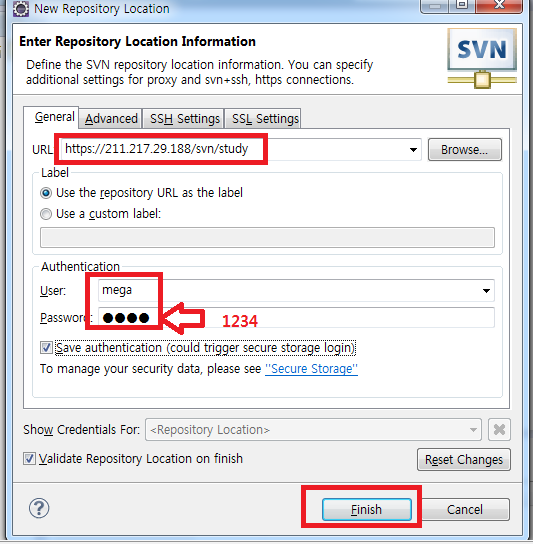 New Repository Location
Enter Repository Location Information
Define the SVN repository location information. You can specify
additional settings for proxy and svn+ssh, https connections.
SVN
General Advanced SSH Settings SSL Settings
URL: https://211.217.29.188/svn/study Browse...
Label
Use the repository URL as the label
Use a custom label:
Authentication
User: mega
Password: ●●●● 1234
Save authentication (could trigger secure storage login)
To manage your security data, please see "Secure Storage"
Show Credentials For: <Repository Location>
Validate Repository Location on finish Reset Changes
? Finish Cancel